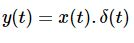 y(t) = x(t).δ(t)